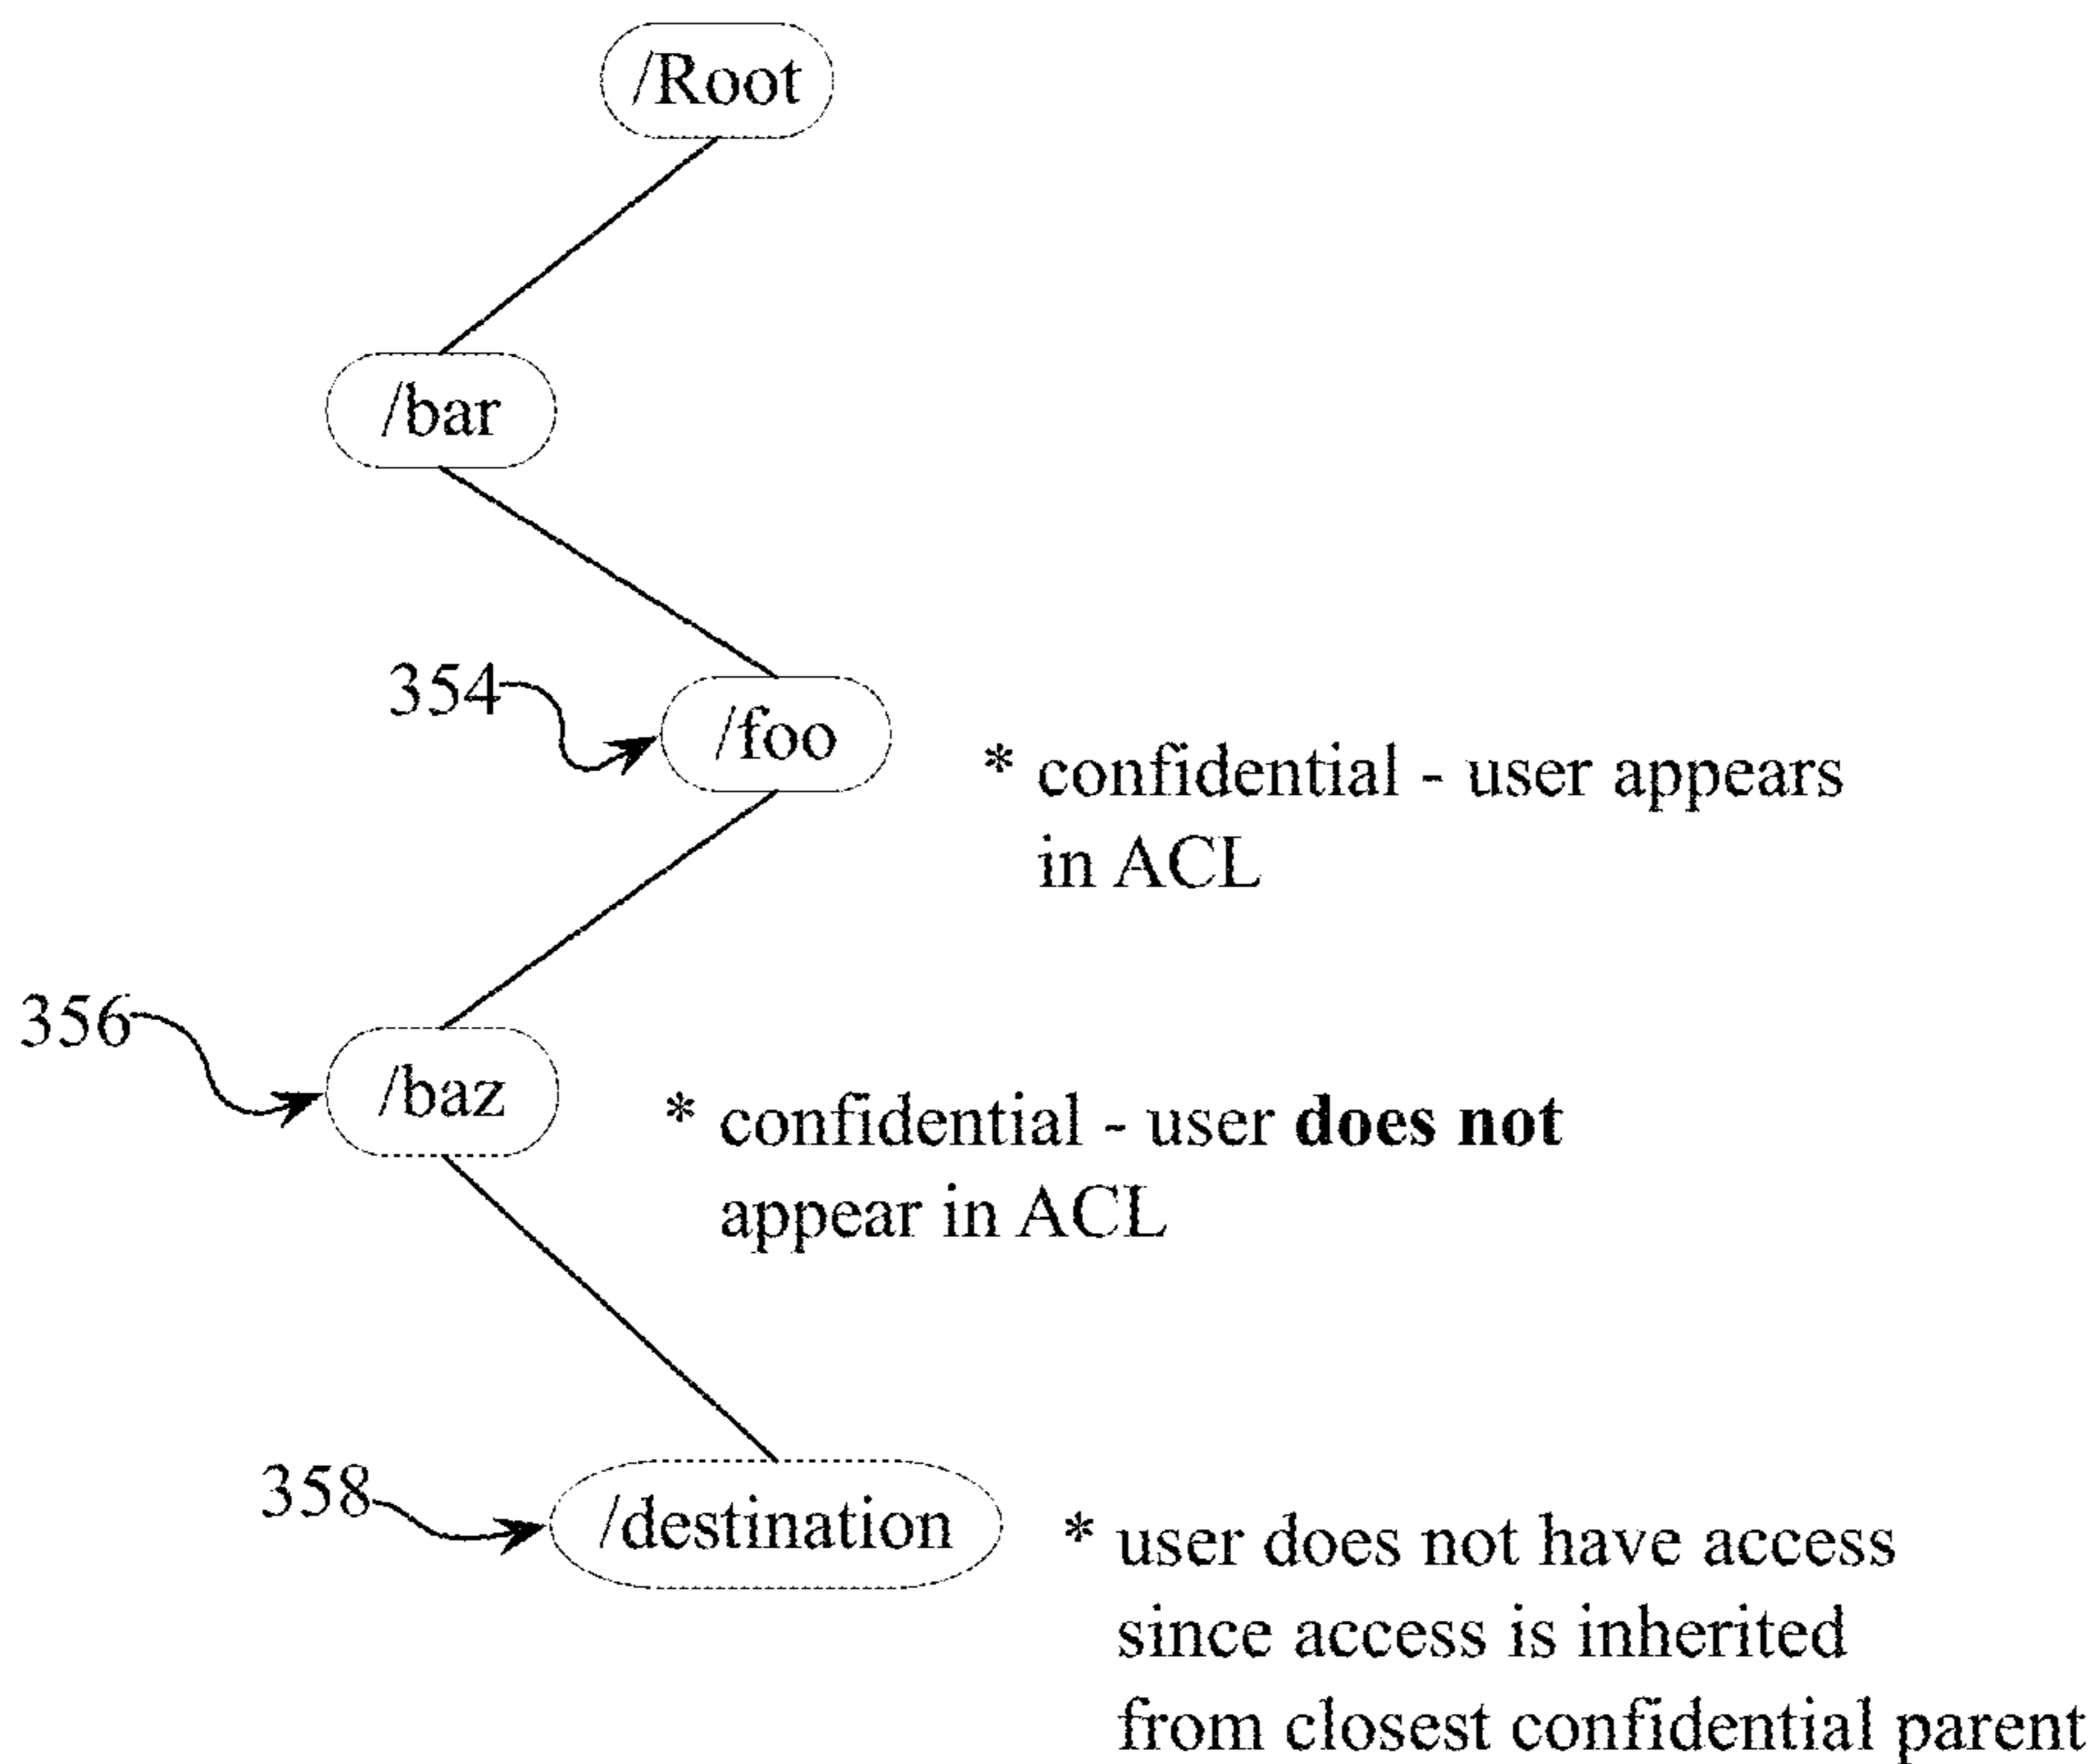 /Root
/bar
354
/foo
* confidential - user appears
in ACL
356
/baz
* confidential - user does not
appear in ACL
358
/destination
* user does not have access
since access is inherited
from closest confidential parent